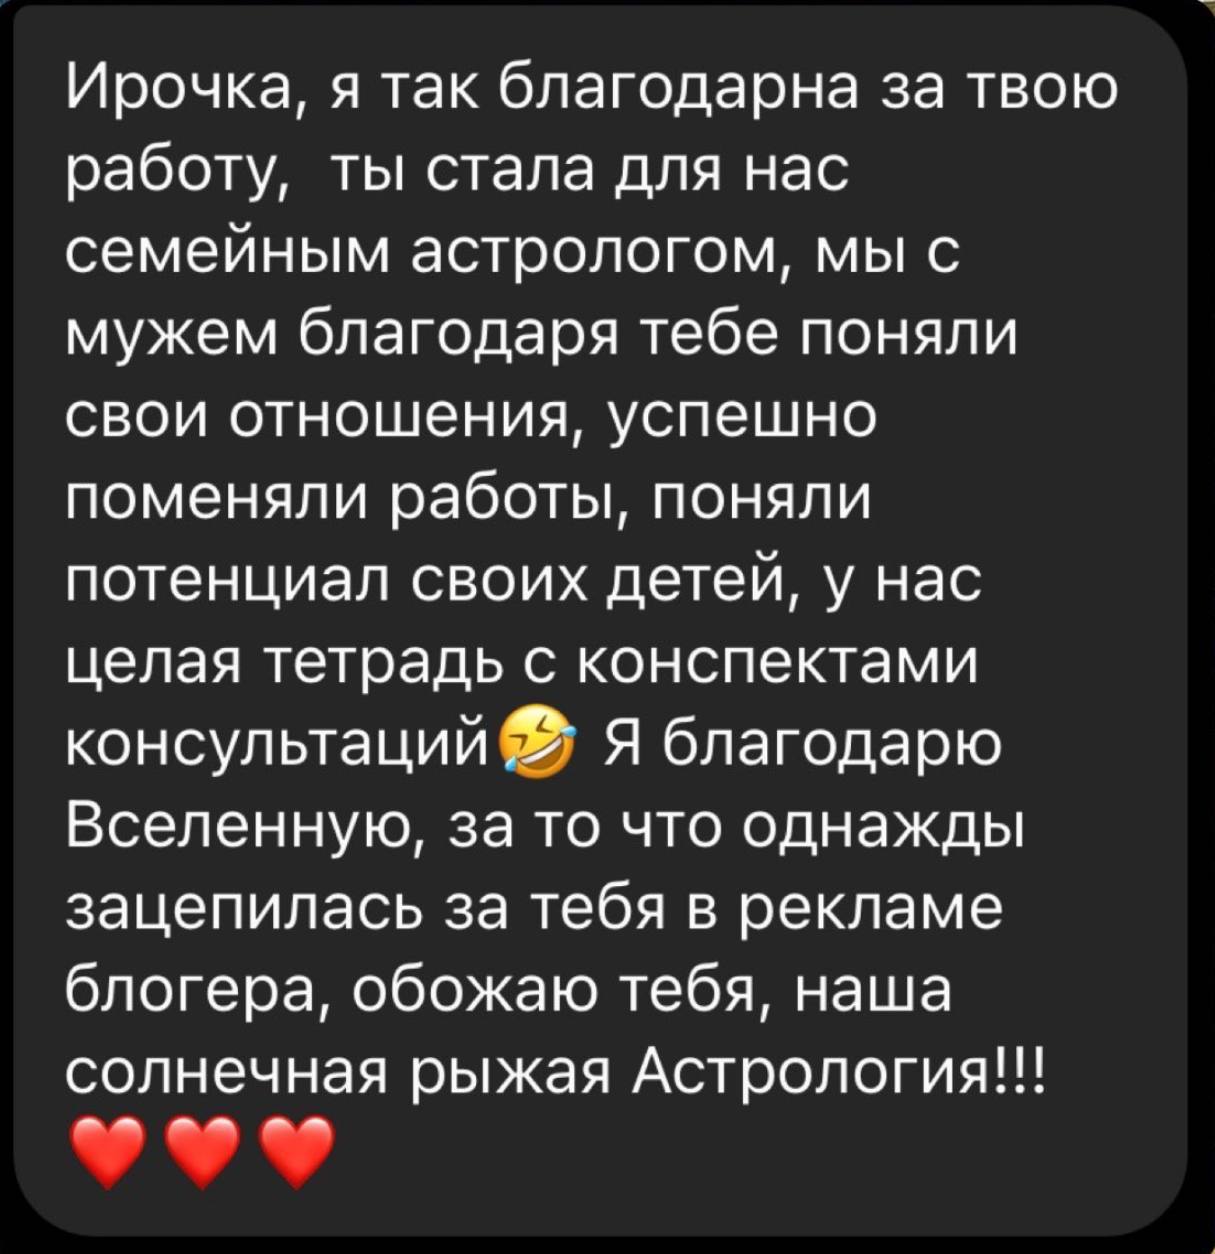 Ирочка, я так благодарна за твою
работу,  ты стала для нас
семейным астрологом, мы с
мужем благодаря тебе поняли
свои отношения, успешно
поменяли работы, поняли
потенциал своих детей, у нас
целая тетрадь с конспектами
консультаций🤣 Я благодарю
Вселенную, за то что однажды
зацепилась за тебя в рекламе
блогера, обожаю тебя, наша
солнечная рыжая Астрология!!!
❤️❤️❤️